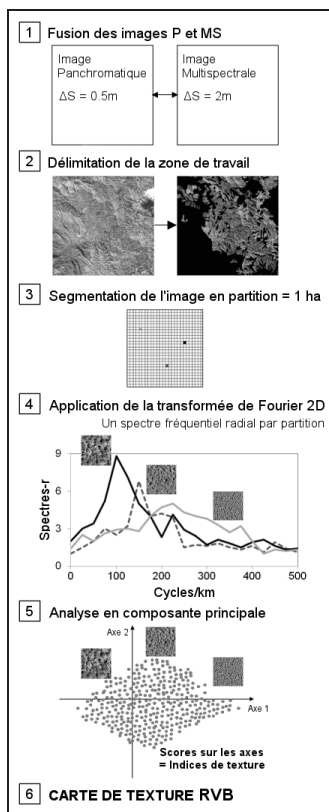 1 Fusion des images P et MS
Image
Panchromatique
ΔS = 0.5m
Image
Multispectrale
ΔS = 2m
2 Délimitation de la zone de travail
3 Segmentation de l'image en partition = 1 ha
4 Application de la transformée de Fourier 2D
Un spectre fréquentiel radial par partition
Spectres-r
9
6
3
0
0 100 200 300 400 500
Cycles/km
5 Analyse en composante principale
Axe 2
Axe 1
Scores sur les axes
= Indices de texture
6 CARTE DE TEXTURE RVB